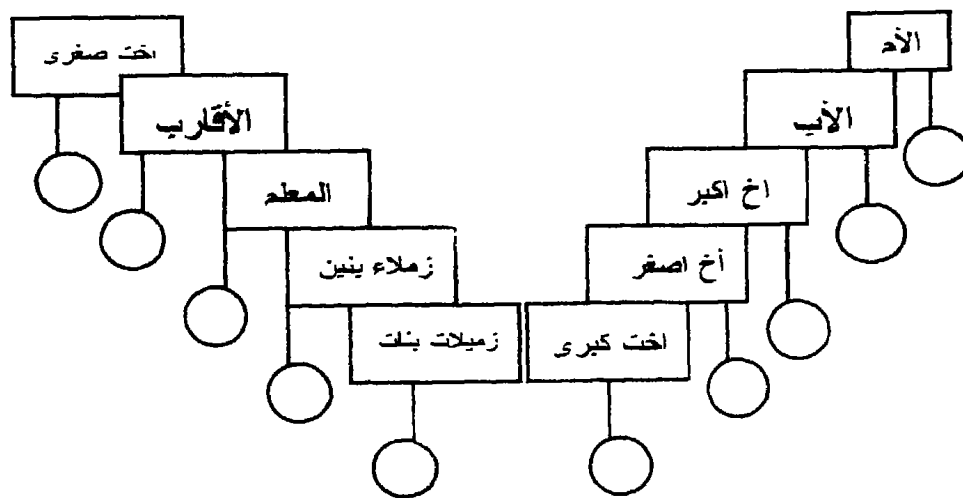 الأم
الأب
اخ اكبر
أخ اصغر
اخت كبرى
اخت صغرى
الأقارب
المعلم
زملاء بنين
زميلات بنات